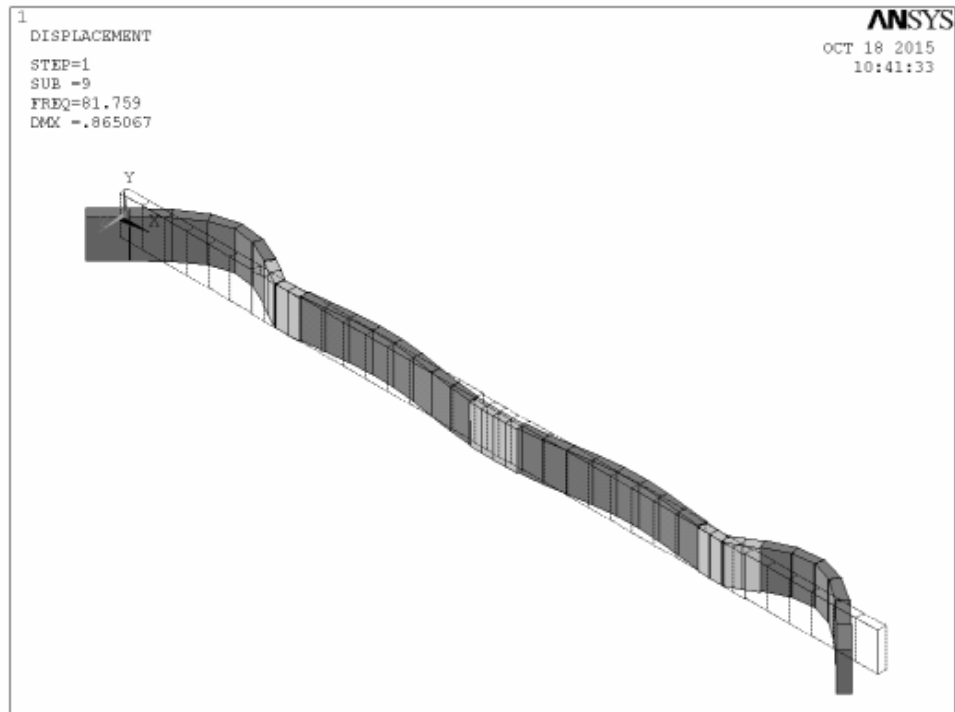 1
ANSYS
DISPLACEMENT
OCT 18 2015
10:41:33
STEP=1
SUB =9
FREQ=81.759
DMX =.865067
Y
X